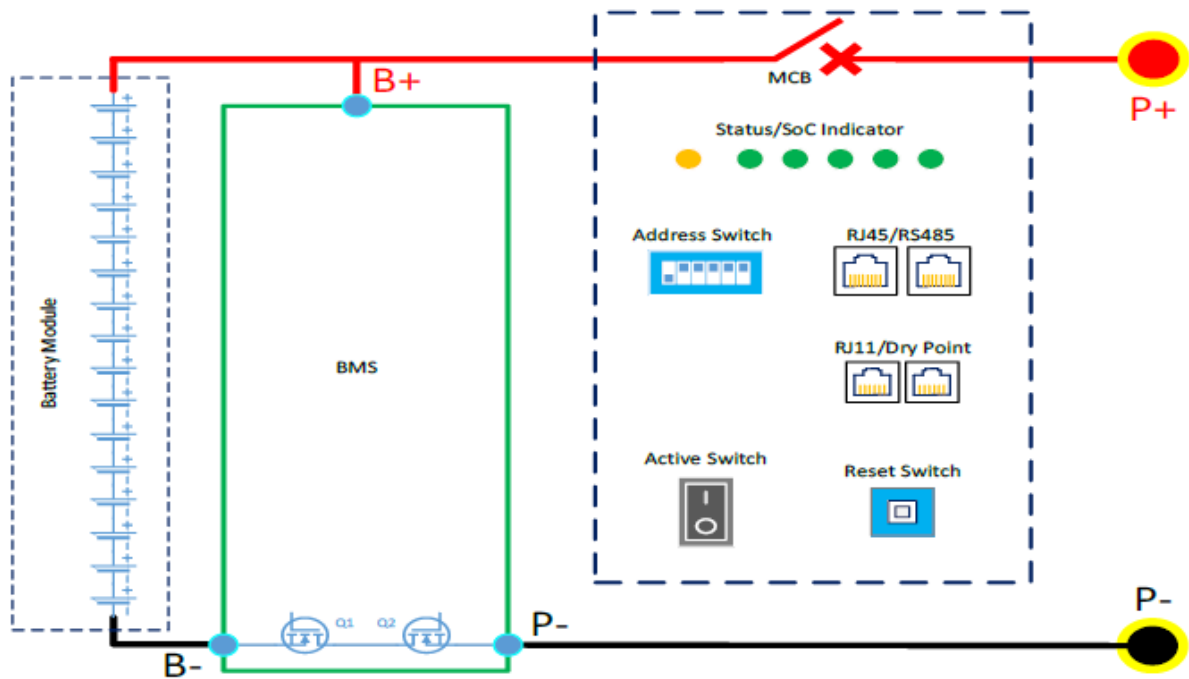 B+
MCB
P+
Status/SoC Indicator
Address Switch
RJ45/RS485
Battery Module
BMS
RJ11/Dry Point
Active Switch
Reset Switch
Q1
Q2
P-
P-
B-